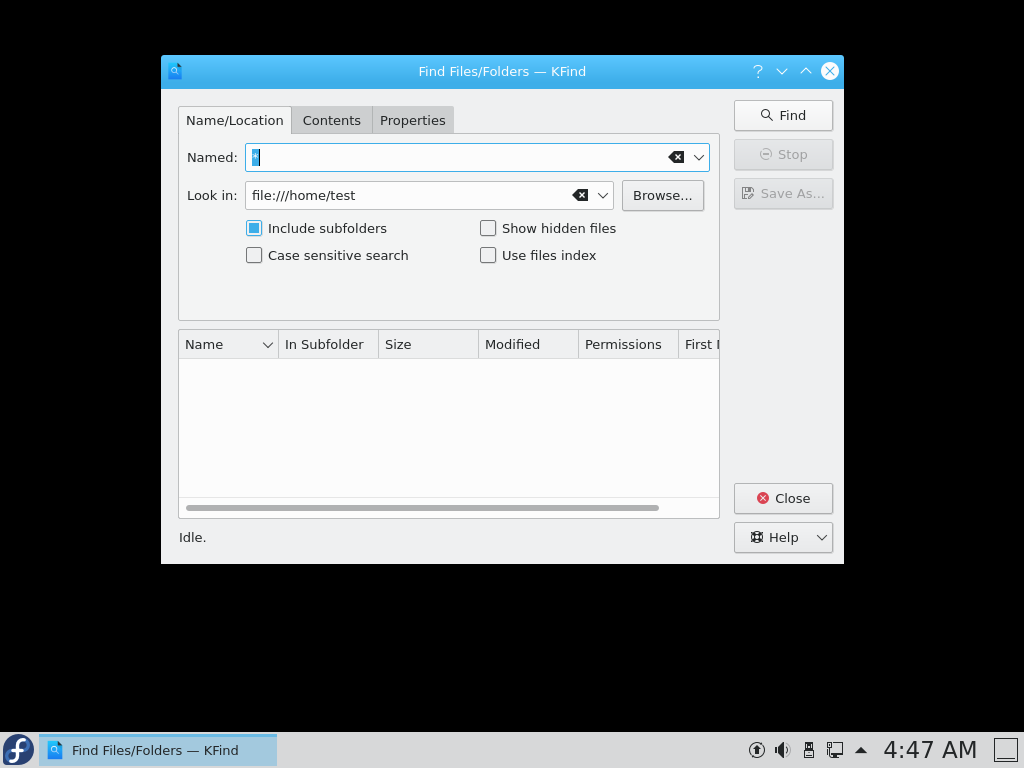 Find Files/Folders — KFind
Name/Location Contents Properties
Find
Named: *
Stop
Look in: file:///home/test Browse...
Save As...
Include subfolders Show hidden files
Case sensitive search Use files index
Name In Subfolder Size Modified Permissions First
Close
Idle.
Help
Find Files/Folders — KFind
4:47 AM